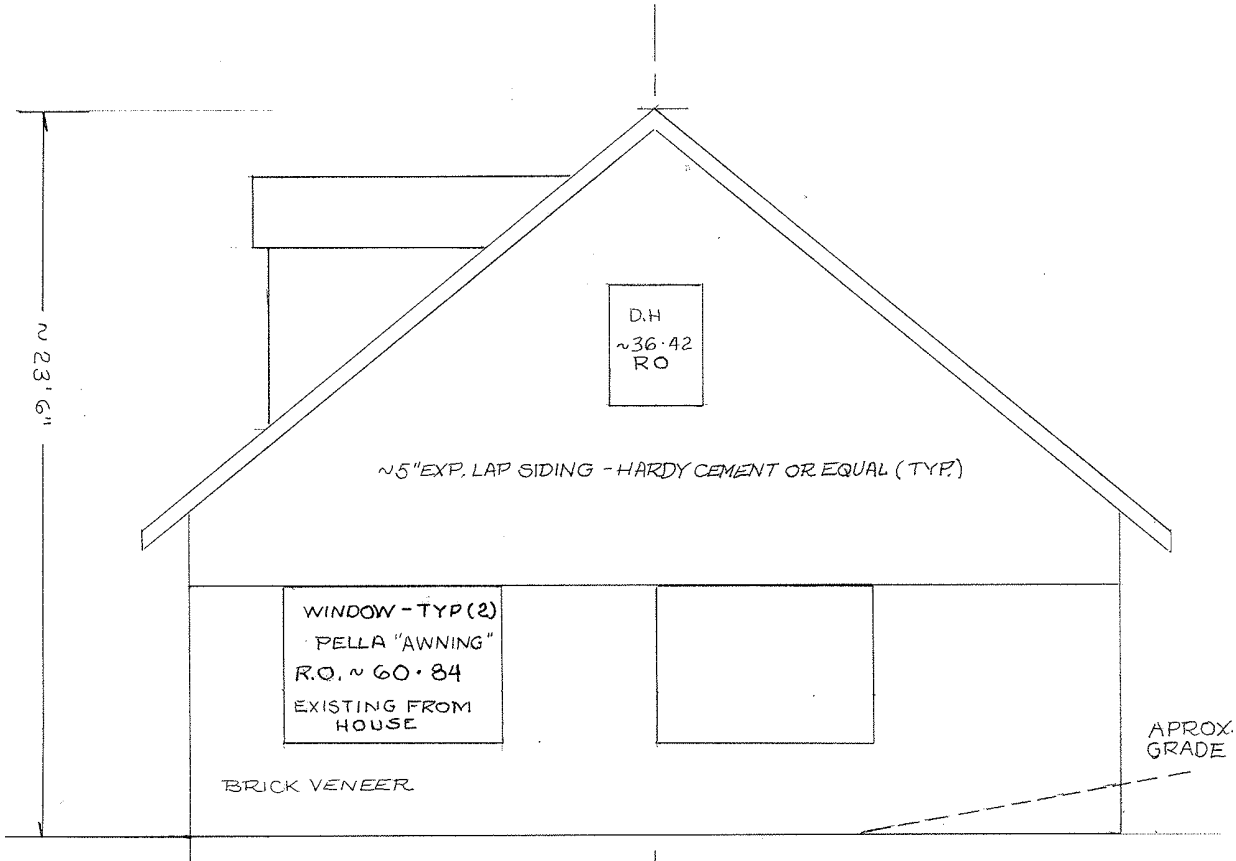 ~ 23'6"
D.H
~36·42
RO
~5" EXP. LAP SIDING - HARDY CEMENT OR EQUAL (TYP.)
WINDOW - TYP (2)
PELLA "AWNING"
R.O. ~ 60·84
EXISTING FROM
HOUSE
BRICK VENEER
APROX.
GRADE